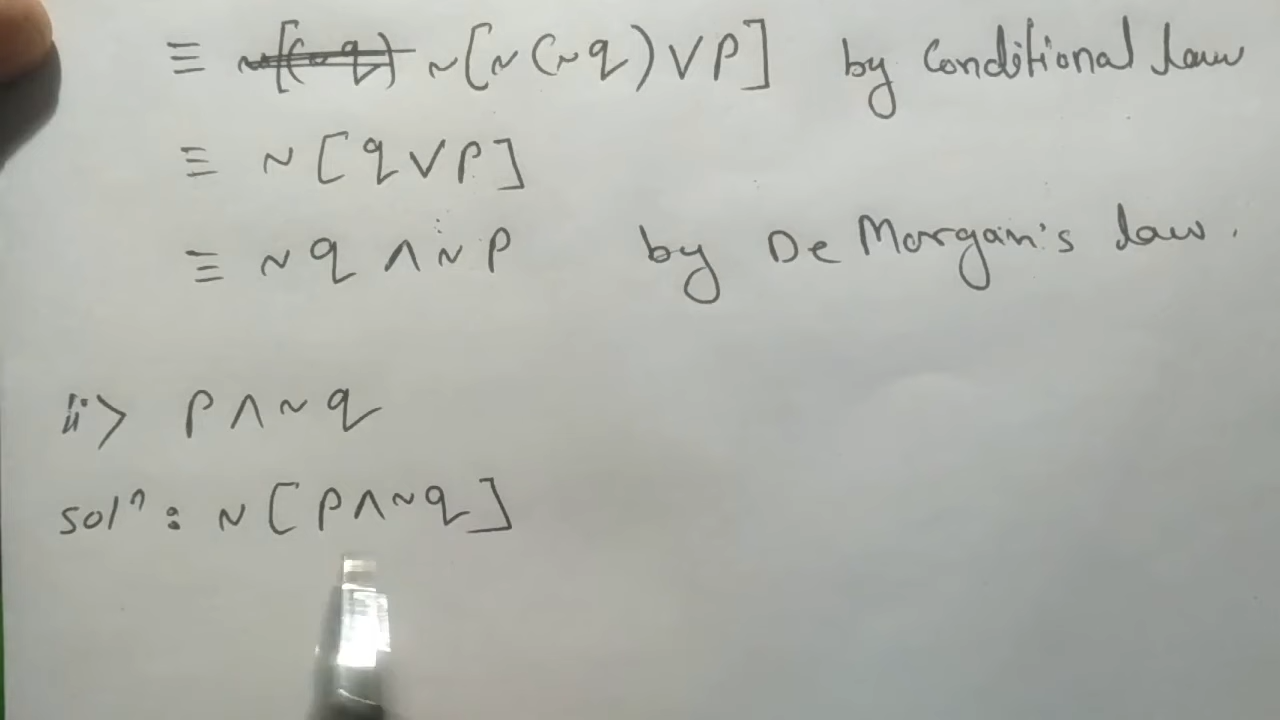 ≡ ~[(~q) ~[~(~q)∨p] by Conditional law
≡ ~[q∨p]
≡ ~q∧~p by De Morgan's law.
ii> p∧~q
solⁿ: ~[p∧~q]